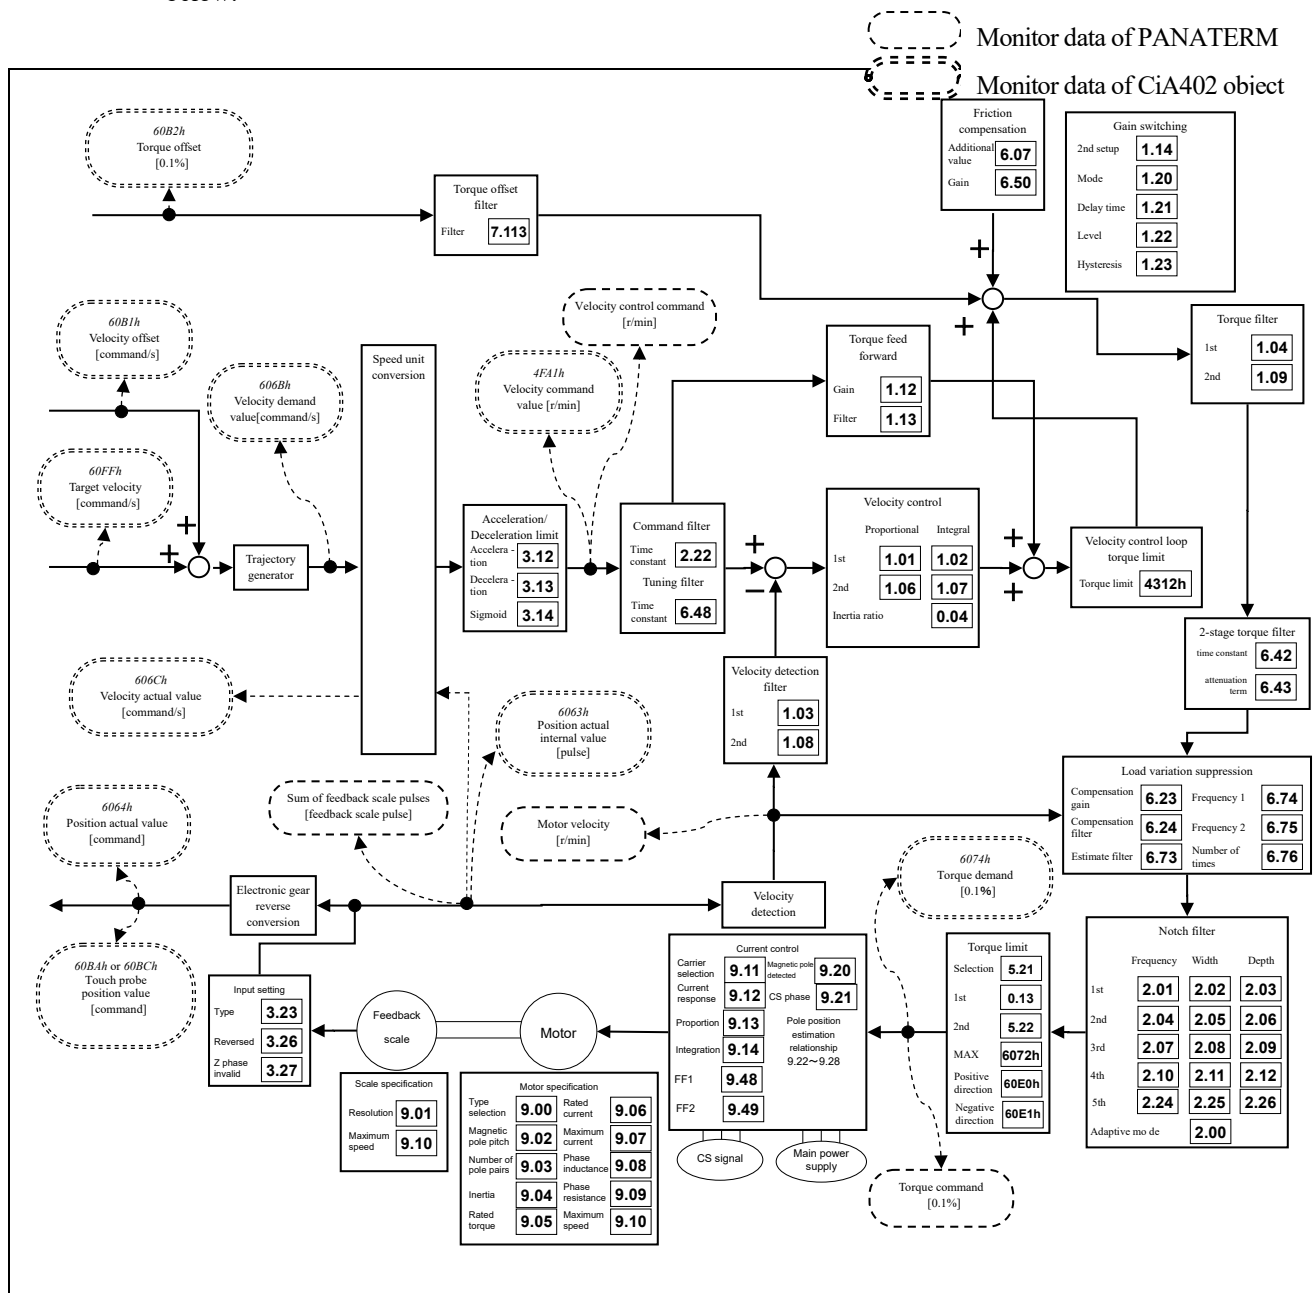 Monitor data of PANATERM
Monitor data of CiA402 object
60B2h
Torque offset
[0.1%]
Torque offset
filter
Filter 7.113
Friction
compensation
Additional
value 6.07
Gain 6.50
+
+
Gain switching
2nd setup 1.14
Mode 1.20
Delay time 1.21
Level 1.22
Hysteresis 1.23
60B1h
Velocity offset
[command/s]
606Bh
Velocity demand
value[command/s]
60FFh
Target velocity
[command/s]
+
+
Trajectory
generator
Speed unit
conversion
4FA1h
Velocity command
value [r/min]
Velocity control command
[r/min]
Acceleration/
Deceleration limit
Accelera - 
tion 3.12
Decelera - 
tion 3.13
Sigmoid 3.14
Command filter
Time
constant 2.22
Tuning filter
Time
constant 6.48
+
−
Torque feed
forward
Gain 1.12
Filter 1.13
Velocity control
Proportional Integral
1st 1.01 1.02
2nd 1.06 1.07
Inertia ratio 0.04
+
+
Velocity control loop
torque limit
Torque limit 4312h
Torque filter
1st 1.04
2nd 1.09
2-stage torque filter
time constant 6.42
attenuation
term 6.43
606Ch
Velocity actual value
[command/s]
6063h
Position actual
internal value
[pulse]
Velocity detection
filter
1st 1.03
2nd 1.08
Load variation suppression
Compensation
gain 6.23 Frequency 1 6.74
Compensation
filter 6.24 Frequency 2 6.75
Estimate filter 6.73 Number of
times 6.76
6064h
Position actual value
[command]
Sum of feedback scale pulses
[feedback scale pulse]
Motor velocity
[r/min]
6074h
Torque demand
[0.1%]
Electronic gear
reverse
conversion
Velocity
detection
60BAh or 60BCh
Touch probe
position value
[command]
Input setting
Type 3.23
Reversed 3.26
Z phase
invalid 3.27
Feedback
scale
Motor
Current control
Carrier
selection 9.11 Magnetic pole
detected 9.20
Current
response 9.12 CS phase 9.21
Proportion 9.13
Integration 9.14
FF1 9.48
FF2 9.49
Pole position
estimation
relationship
9.22〜9.28
CS signal
Main power
supply
Torque limit
Selection 5.21
1st 0.13
2nd 5.22
MAX 6072h
Positive
direction 60E0h
Negative
direction 60E1h
Notch filter
Frequency Width Depth
1st 2.01 2.02 2.03
2nd 2.04 2.05 2.06
3rd 2.07 2.08 2.09
4th 2.10 2.11 2.12
5th 2.24 2.25 2.26
Adaptive mo de 2.00
Scale specification
Resolution 9.01
Maximum
speed 9.10
Motor specification
Type
selection 9.00 Rated
current 9.06
Magnetic
pole pitch 9.02 Maximum
current 9.07
Number of
pole pairs 9.03 Phase
inductance 9.08
Inertia 9.04 Phase
resistance 9.09
Rated
torque 9.05 Maximum
speed 9.10
Torque command
[0.1%]